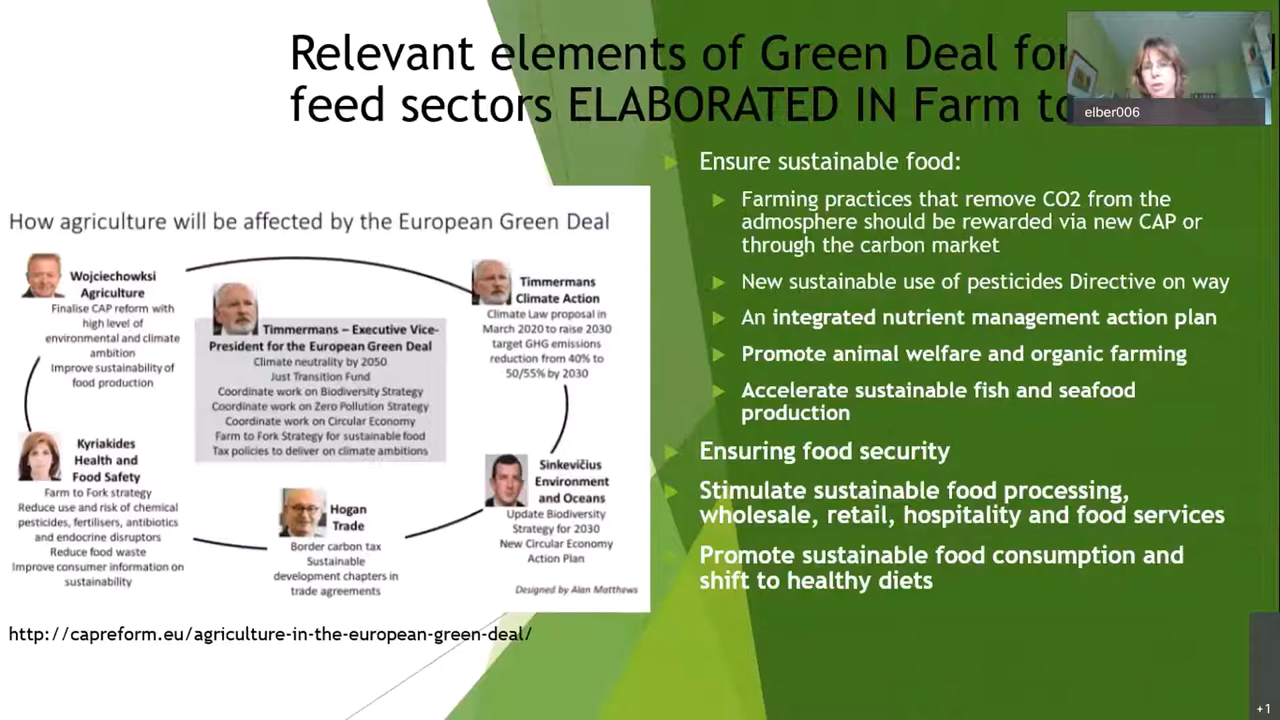 Relevant elements of Green Deal for
feed sectors ELABORATED IN Farm to
elber006
How agriculture will be affected by the European Green Deal
Wojciechowksi
Agriculture
Finalise CAP reform with
high level of
environmental and climate
ambition
Improve sustainability of
food production
Timmermans – Executive Vice-
President for the European Green Deal
Climate neutrality by 2050
Just Transition Fund
Coordinate work on Biodiversity Strategy
Coordinate work on Zero Pollution Strategy
Coordinate work on Circular Economy
Farm to Fork Strategy for sustainable food
Tax policies to deliver on climate ambitions
Timmermans
Climate Action
Climate Law proposal in
March 2020 to raise 2030
target GHG emissions
reduction from 40% to
50/55% by 2030
Kyriakides
Health and
Food Safety
Farm to Fork strategy
Reduce use and risk of chemical
pesticides, fertilisers, antibiotics
and endocrine disruptors
Reduce food waste
Improve consumer information on
sustainability
Hogan
Trade
Border carbon tax
Sustainable
development chapters in
trade agreements
Sinkevičius
Environment
and Oceans
Update Biodiversity
Strategy for 2030
New Circular Economy
Action Plan
Designed by Alan Matthews
http://capreform.eu/agriculture-in-the-european-green-deal/
Ensure sustainable food:
Farming practices that remove CO2 from the
admosphere should be rewarded via new CAP or
through the carbon market
New sustainable use of pesticides Directive on way
An integrated nutrient management action plan
Promote animal welfare and organic farming
Accelerate sustainable fish and seafood
production
Ensuring food security
Stimulate sustainable food processing,
wholesale, retail, hospitality and food services
Promote sustainable food consumption and
shift to healthy diets
+1